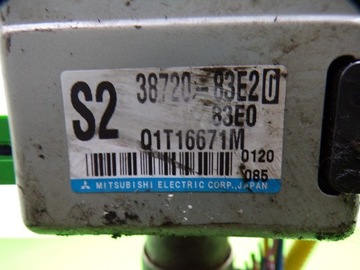 S2
38720-83E20
83E0
Q1T16671M
0120
085
MITSUBISHI ELECTRIC CORP., JAPAN